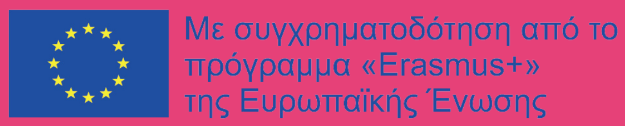 Με συγχρηματοδότηση από το
πρόγραμμα «Erasmus+»
της Ευρωπαϊκής Ένωσης